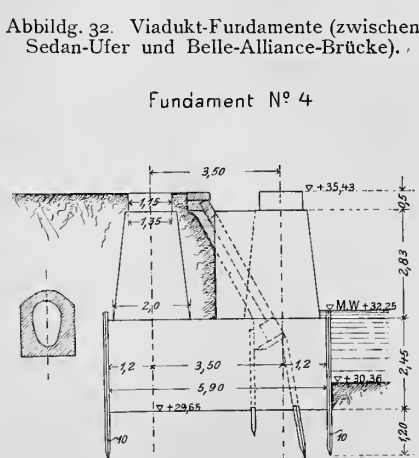 Abbildg. 32. Viadukt-Fundamente (zwischen
Sedan-Ufer und Belle-Alliance-Brücke).
Fundament Nº 4
3,50
+35,43
1,15
0,5
1,35
2,83
2,0
M.W +32,25
1,2 3,50 1,2
2,45
5,90
+30,36
+29,65
1,20
10 10